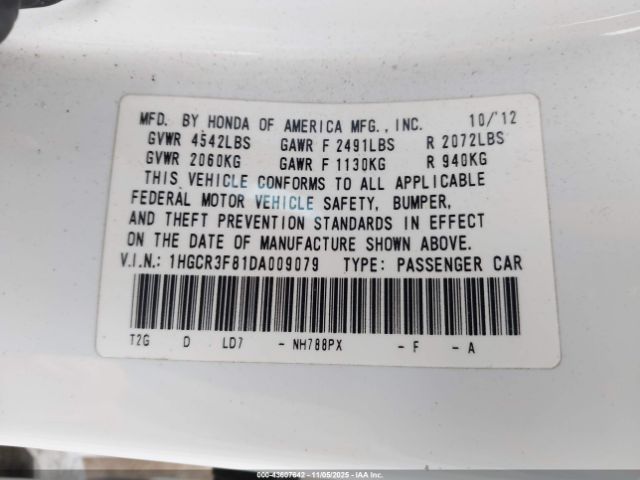 MFD. BY HONDA OF AMERICA MFG., INC. 10/'12
GVWR 4542LBS GAWR F 2491LBS R 2072LBS
GVWR 2060KG GAWR F 1130KG R 940KG
THIS VEHICLE CONFORMS TO ALL APPLICABLE
FEDERAL MOTOR VEHICLE SAFETY, BUMPER,
AND THEFT PREVENTION STANDARDS IN EFFECT
ON THE DATE OF MANUFACTURE SHOWN ABOVE.
V.I.N.: 1HGCR3F81DA009079 TYPE: PASSENGER CAR
T2G D LD7 - NH788PX - F - A
000-43607642 - 11/05/2025 - IAA Inc.